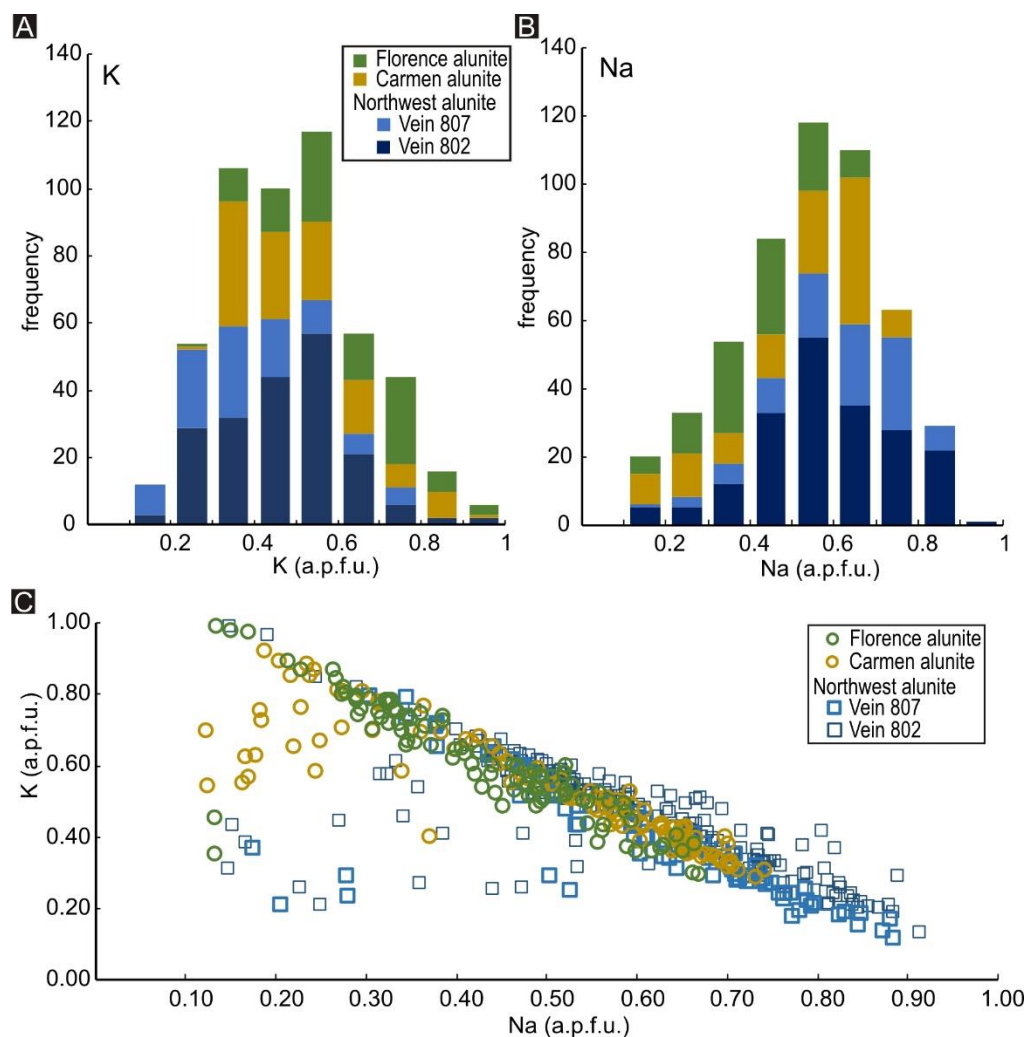 A
140
120
100
80
60
40
20
0
frequency
K
Florence alunite
Carmen alunite
Northwest alunite
Vein 807
Vein 802
0.2
0.4
0.6
0.8
1
K (a.p.f.u.)
B
140
120
100
80
60
40
20
0
frequency
Na
0.2
0.4
0.6
0.8
1
Na (a.p.f.u.)
C
1.00
0.80
0.60
0.40
0.20
0.00
K (a.p.f.u.)
Florence alunite
Carmen alunite
Northwest alunite
Vein 807
Vein 802
0.10
0.20
0.30
0.40
0.50
0.60
0.70
0.80
0.90
1.00
Na (a.p.f.u.)